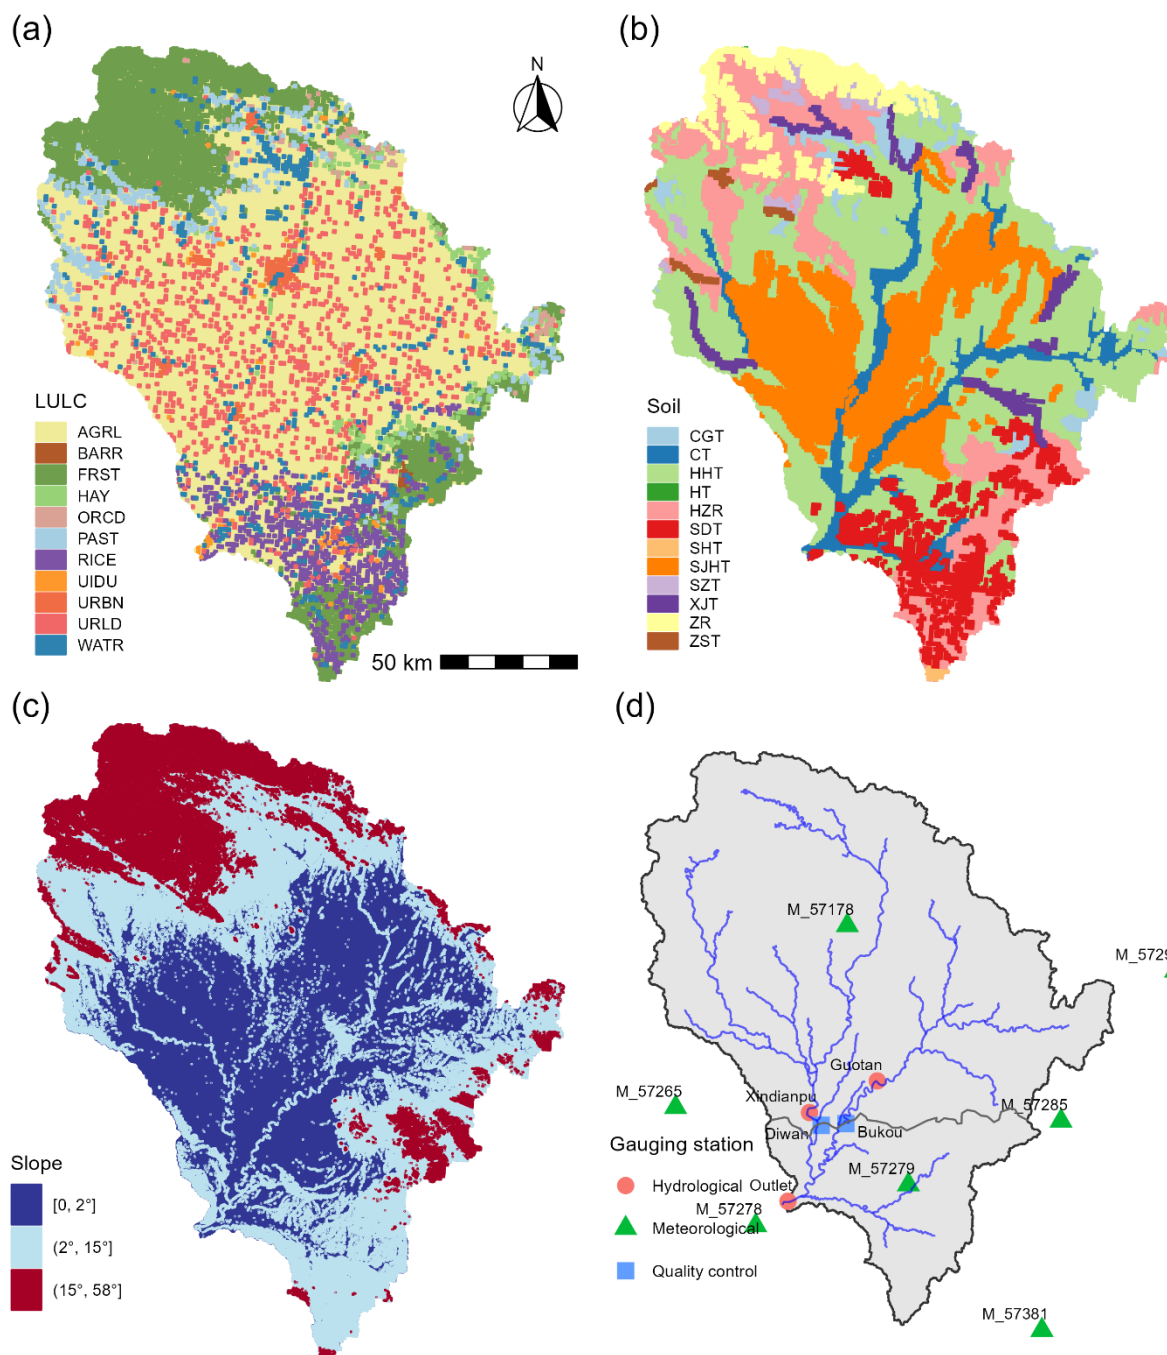 (a)
(b)
N
LULC
AGRL
BARR
FRST
HAY
ORCD
PAST
RICE
UIDU
URBN
URLD
WATR
50 km
Soil
CGT
CT
HHT
HT
HZR
SDT
SHT
SJHT
SZT
XJT
ZR
ZST
(c)
(d)
Slope
[0, 2°]
(2°, 15°]
(15°, 58°]
M_57178
M_5729
Guotan
M_57265
Xindianpu
M_57285
Diwan
Bukou
Gauging station
M_57279
Hydrological
Outlet
M_57278
Meteorological
Quality control
M_57381